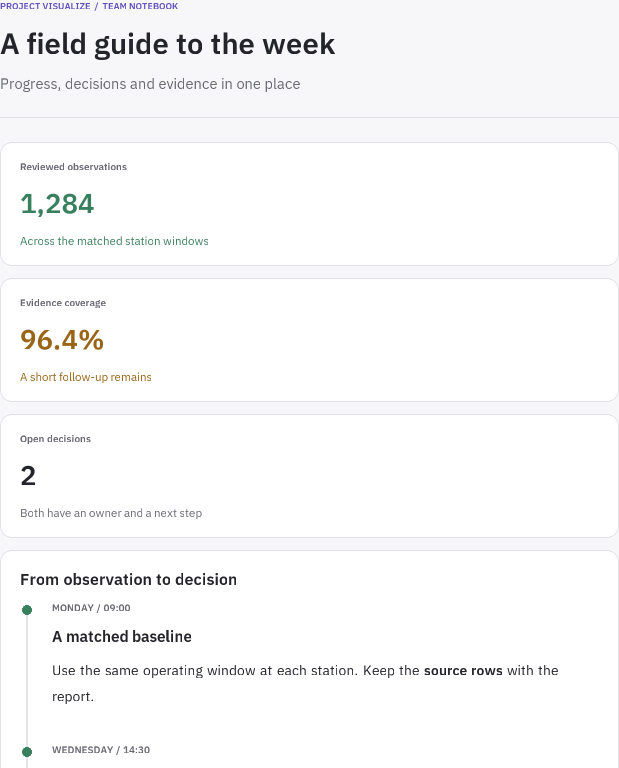 PROJECT VISUALIZE / TEAM NOTEBOOK
A field guide to the week
Progress, decisions and evidence in one place
Reviewed observations
1,284
Across the matched station windows
Evidence coverage
96.4%
A short follow-up remains
Open decisions
2
Both have an owner and a next step
From observation to decision
MONDAY / 09:00
A matched baseline
Use the same operating window at each station. Keep the source rows with the
report.
WEDNESDAY / 14:30